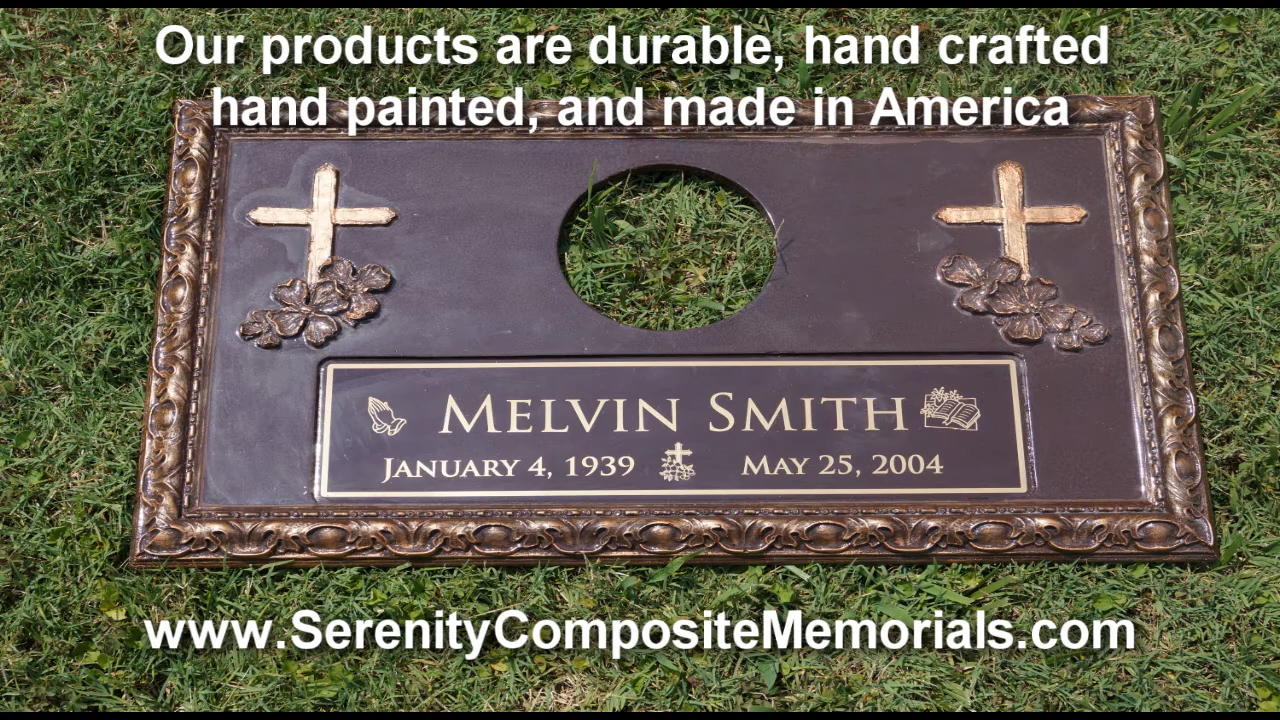 Our products are durable, hand crafted
hand painted, and made in America
MELVIN SMITH
JANUARY 4, 1939 MAY 25, 2004
www.SerenityCompositeMemorials.com